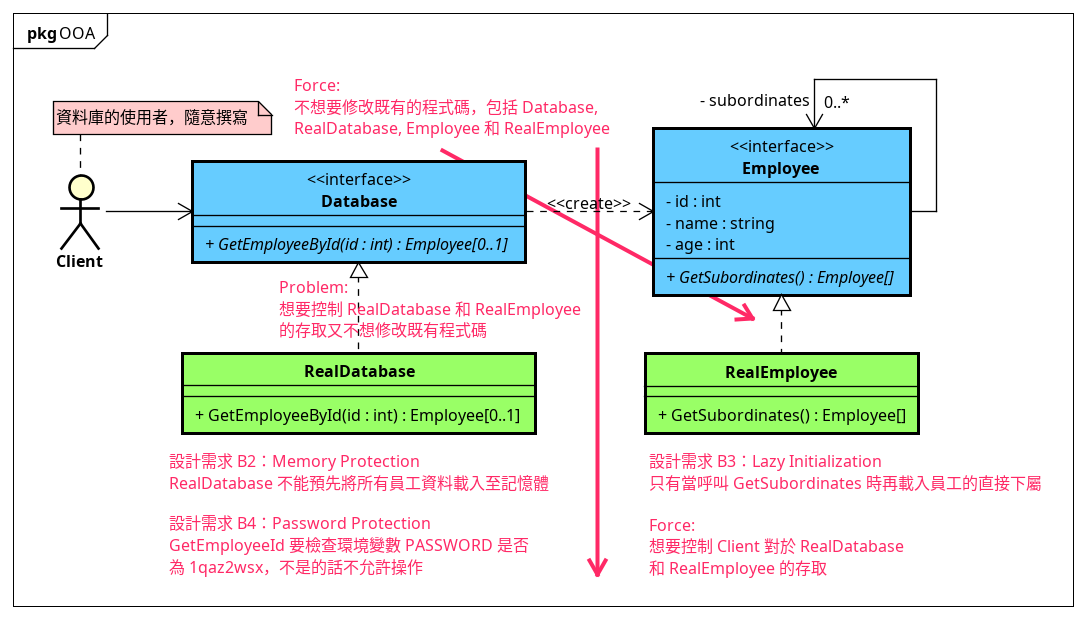 pkg OOA
資料庫的使用者，隨意撰寫
Client
Force:
不想要修改既有的程式碼，包括 Database,
RealDatabase, Employee 和 RealEmployee
<<interface>>
Database
+ GetEmployeeById(id : int) : Employee[0..1]
<<create>>
- subordinates
0..*
<<interface>>
Employee
- id : int
- name : string
- age : int
+ GetSubordinates() : Employee[]
Problem:
想要控制 RealDatabase 和 RealEmployee
的存取又不想修改既有程式碼
RealDatabase
+ GetEmployeeById(id : int) : Employee[0..1]
RealEmployee
+ GetSubordinates() : Employee[]
設計需求 B2：Memory Protection
RealDatabase 不能預先將所有員工資料載入至記憶體
設計需求 B4：Password Protection
GetEmployeeId 要檢查環境變數 PASSWORD 是否
為 1qaz2wsx，不是的話不允許操作
設計需求 B3：Lazy Initialization
只有當呼叫 GetSubordinates 時再載入員工的直接下屬
Force:
想要控制 Client 對於 RealDatabase
和 RealEmployee 的存取